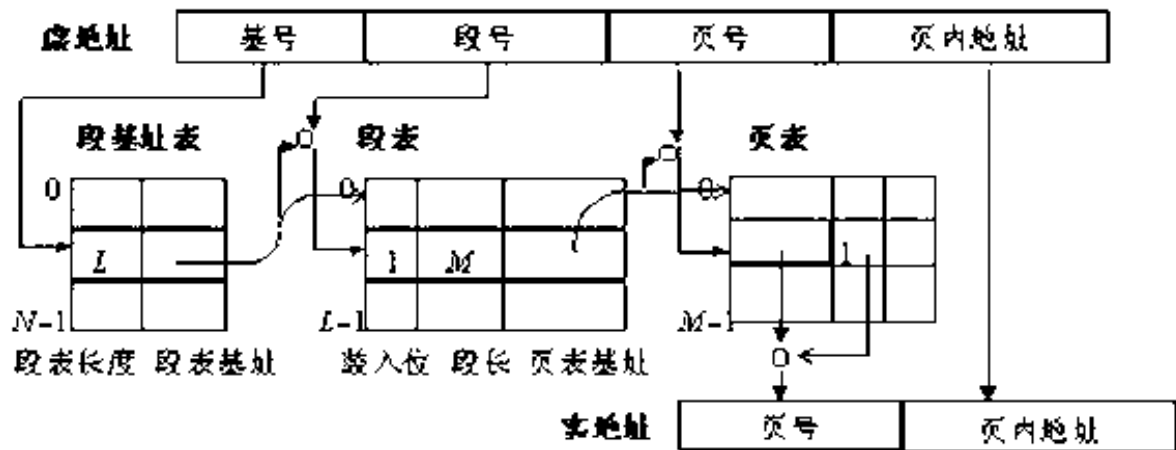 虚地址 基号 段号 页号 页内地址
段基址表 段表 页表
0 0 0
L 1 M 1
N-1 L-1 M-1
段表长度 段表基址 装入位 段长 页表基址
实地址 页号 页内地址